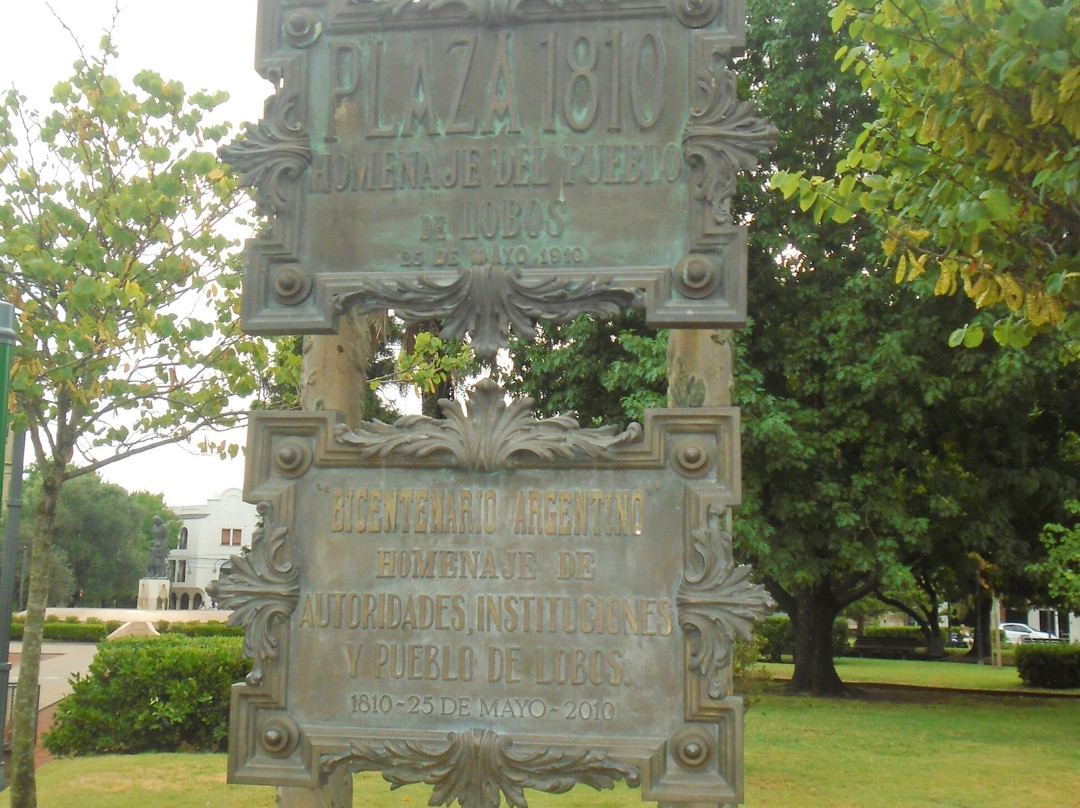 PLAZA 1810
HOMENAJE DEL PUEBLO
DE LOBOS
25 DE MAYO 1910
"BICENTENARIO ARGENTINO"
HOMENAJE DE
AUTORIDADES, INSTITUCIONES
Y PUEBLO DE LOBOS.
1810-25 DE MAYO-2010